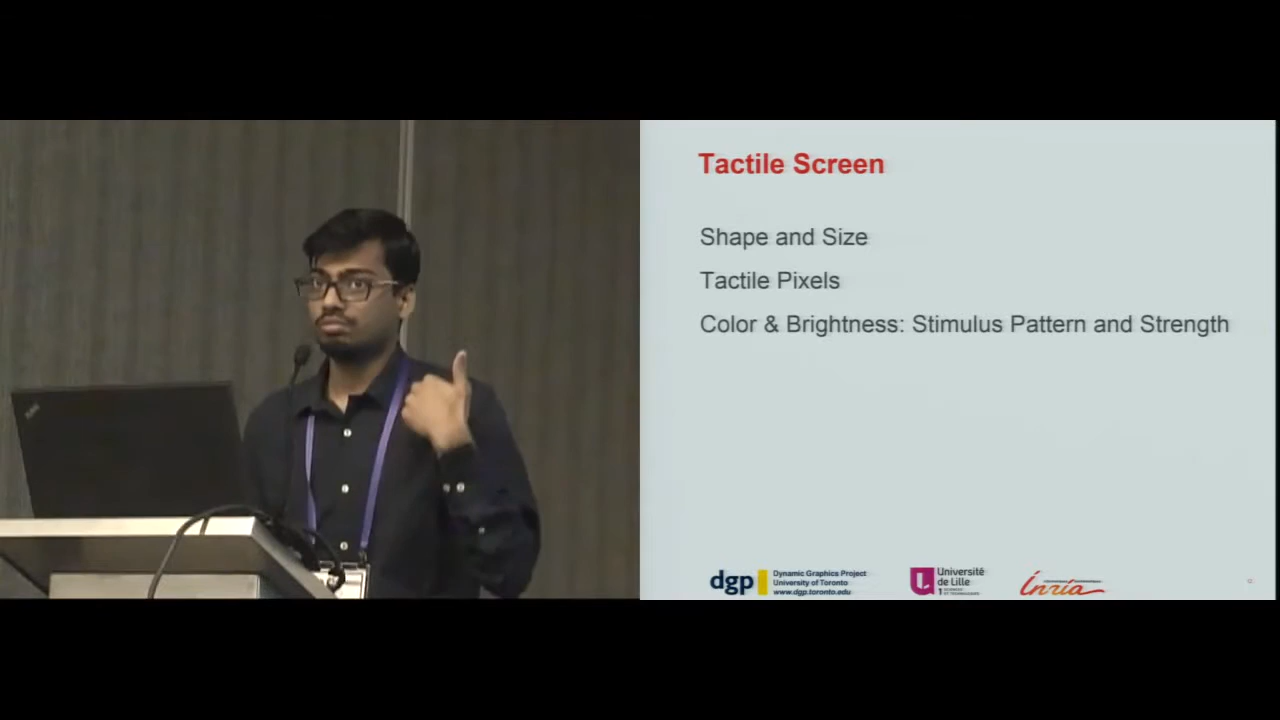 Tactile Screen
Shape and Size
Tactile Pixels
Color & Brightness: Stimulus Pattern and Strength
dgp
Dynamic Graphics Project
University of Toronto
www.dgp.toronto.edu
Université
de Lille
Inria